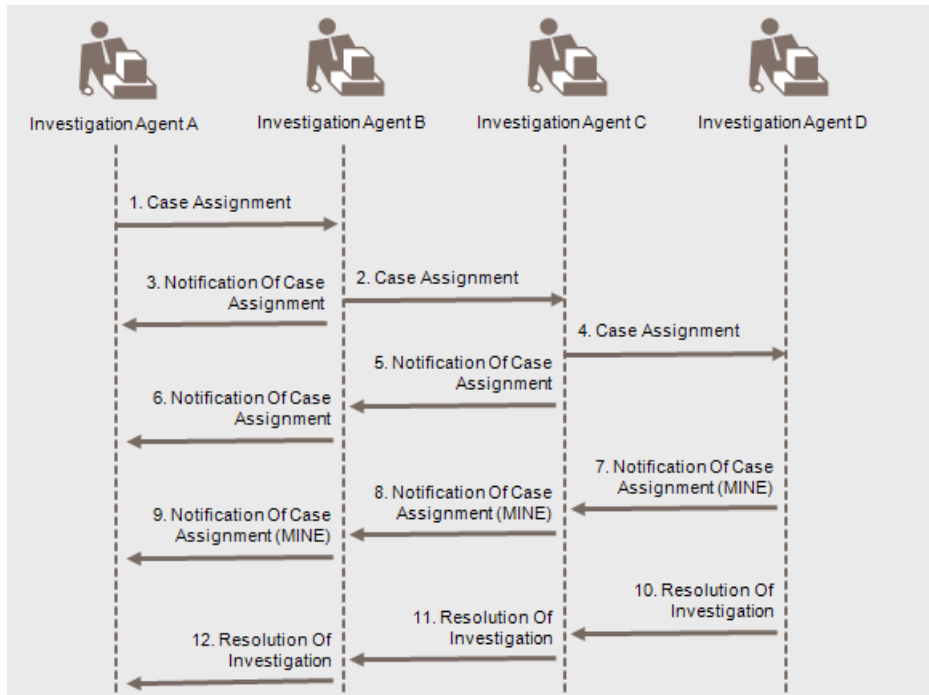 Investigation Agent A
Investigation Agent B
Investigation Agent C
Investigation Agent D
1. Case Assignment
2. Case Assignment
3. Notification Of Case
Assignment
4. Case Assignment
5. Notification Of Case
Assignment
6. Notification Of Case
Assignment
7. Notification Of Case
Assignment (MINE)
8. Notification Of Case
Assignment (MINE)
9. Notification Of Case
Assignment (MINE)
10. Resolution Of
Investigation
11. Resolution Of
Investigation
12. Resolution Of
Investigation